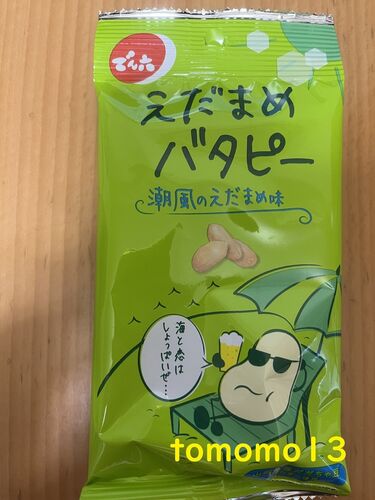 でん六
えだまめ
バタピー
潮風のえだまめ味
海と恋は
しょっぱいぜ…
tomomo13